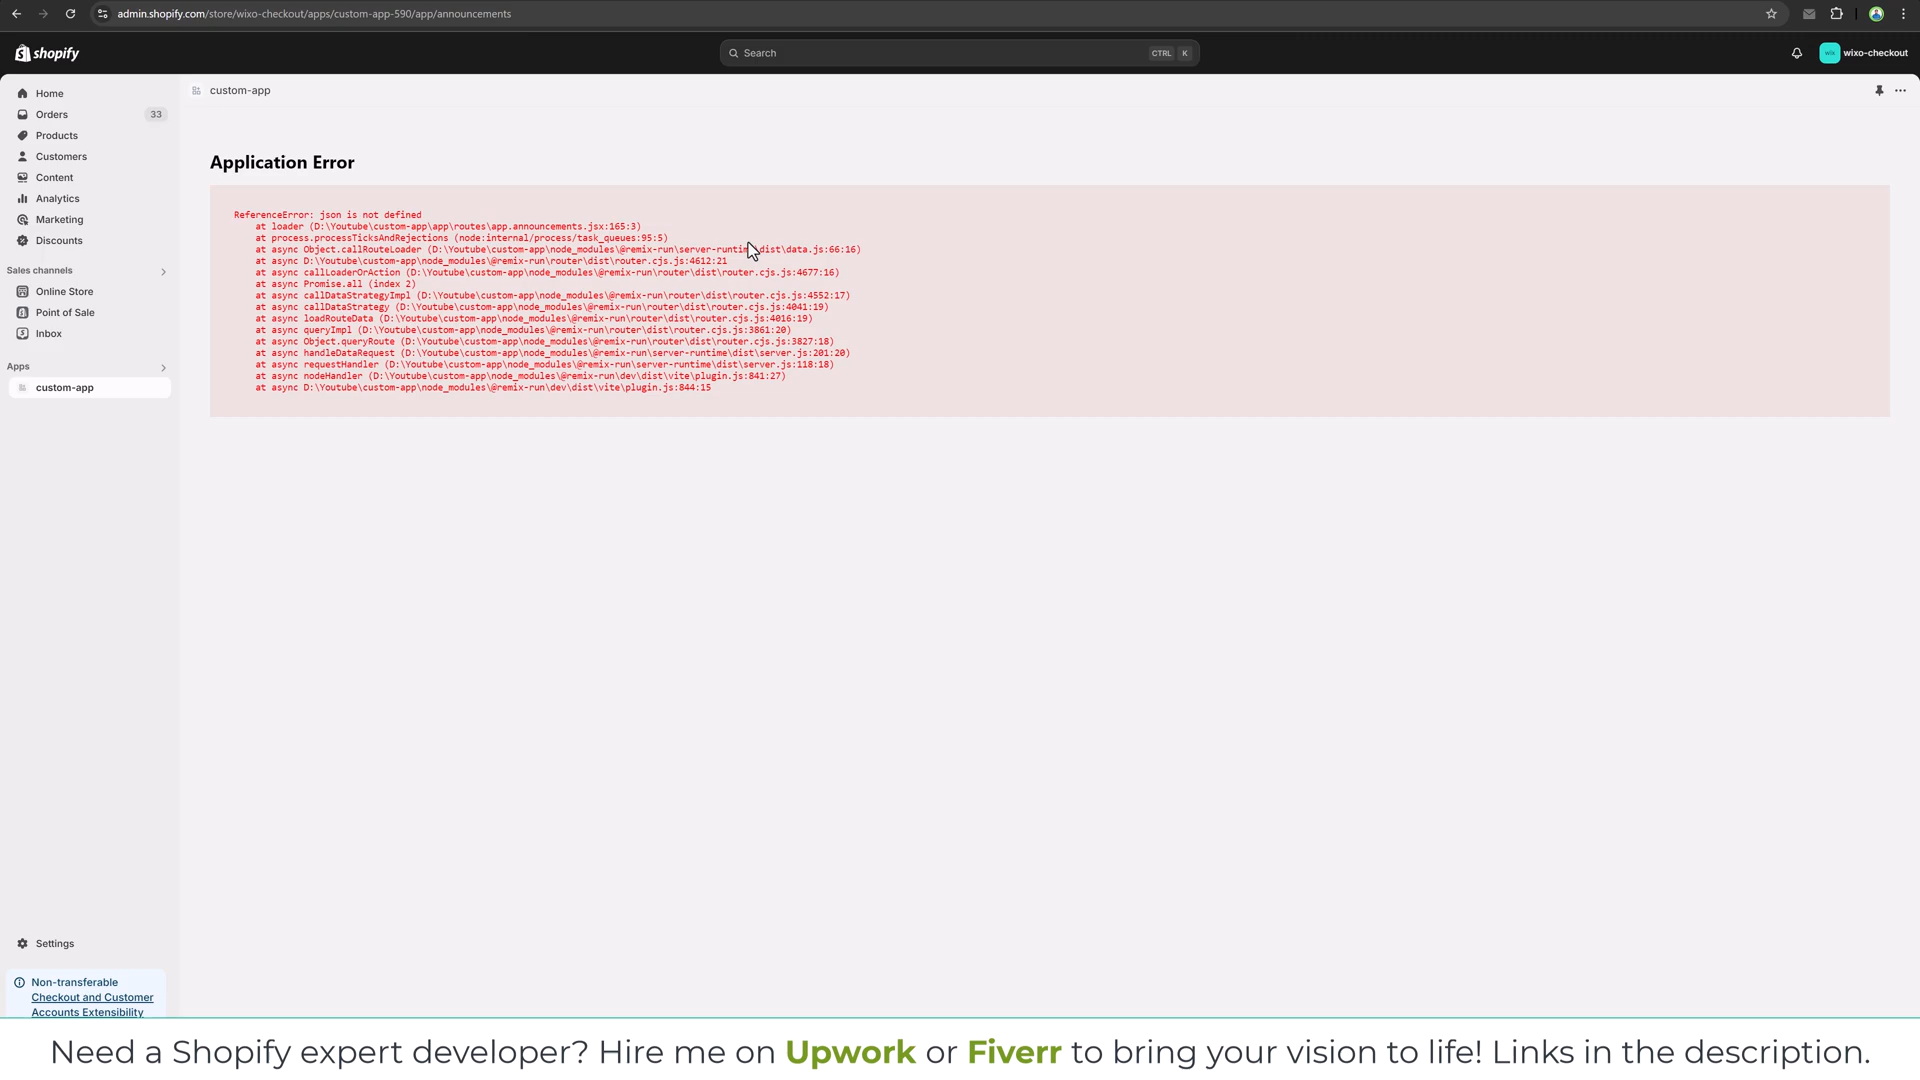 admin.shopify.com/store/wixo-checkout/apps/custom-app-590/app/announcements
shopify
Search
CTRL K
wixo-checkout
Home
Orders 33
Products
Customers
Content
Analytics
Marketing
Discounts
Sales channels
Online Store
Point of Sale
Inbox
Apps
custom-app
Settings
Non-transferable
Checkout and Customer
Accounts Extensibility
custom-app
Application Error
ReferenceError: json is not defined
at loader (D:\Youtube\custom-app\app\routes\app.announcements.jsx:165:3)
at process.processTicksAndRejections (node:internal/process/task_queues:95:5)
at async Object.callRouteLoader (D:\Youtube\custom-app\node_modules\@remix-run\server-runtime\dist\data.js:66:16)
at async D:\Youtube\custom-app\node_modules\@remix-run\router\dist\router.cjs.js:4612:21
at async callLoaderOrAction (D:\Youtube\custom-app\node_modules\@remix-run\router\dist\router.cjs.js:4677:16)
at async Promise.all (index 2)
at async callDataStrategyImpl (D:\Youtube\custom-app\node_modules\@remix-run\router\dist\router.cjs.js:4552:17)
at async callDataStrategy (D:\Youtube\custom-app\node_modules\@remix-run\router\dist\router.cjs.js:4041:19)
at async loadRouteData (D:\Youtube\custom-app\node_modules\@remix-run\router\dist\router.cjs.js:4016:19)
at async queryImpl (D:\Youtube\custom-app\node_modules\@remix-run\router\dist\router.cjs.js:3861:20)
at async Object.queryRoute (D:\Youtube\custom-app\node_modules\@remix-run\router\dist\router.cjs.js:3827:18)
at async handleDataRequest (D:\Youtube\custom-app\node_modules\@remix-run\server-runtime\dist\server.js:201:20)
at async requestHandler (D:\Youtube\custom-app\node_modules\@remix-run\server-runtime\dist\server.js:118:18)
at async nodeHandler (D:\Youtube\custom-app\node_modules\@remix-run\dev\dist\vite\plugin.js:841:27)
at async D:\Youtube\custom-app\node_modules\@remix-run\dev\dist\vite\plugin.js:844:15
Need a Shopify expert developer? Hire me on Upwork or Fiverr to bring your vision to life! Links in the description.